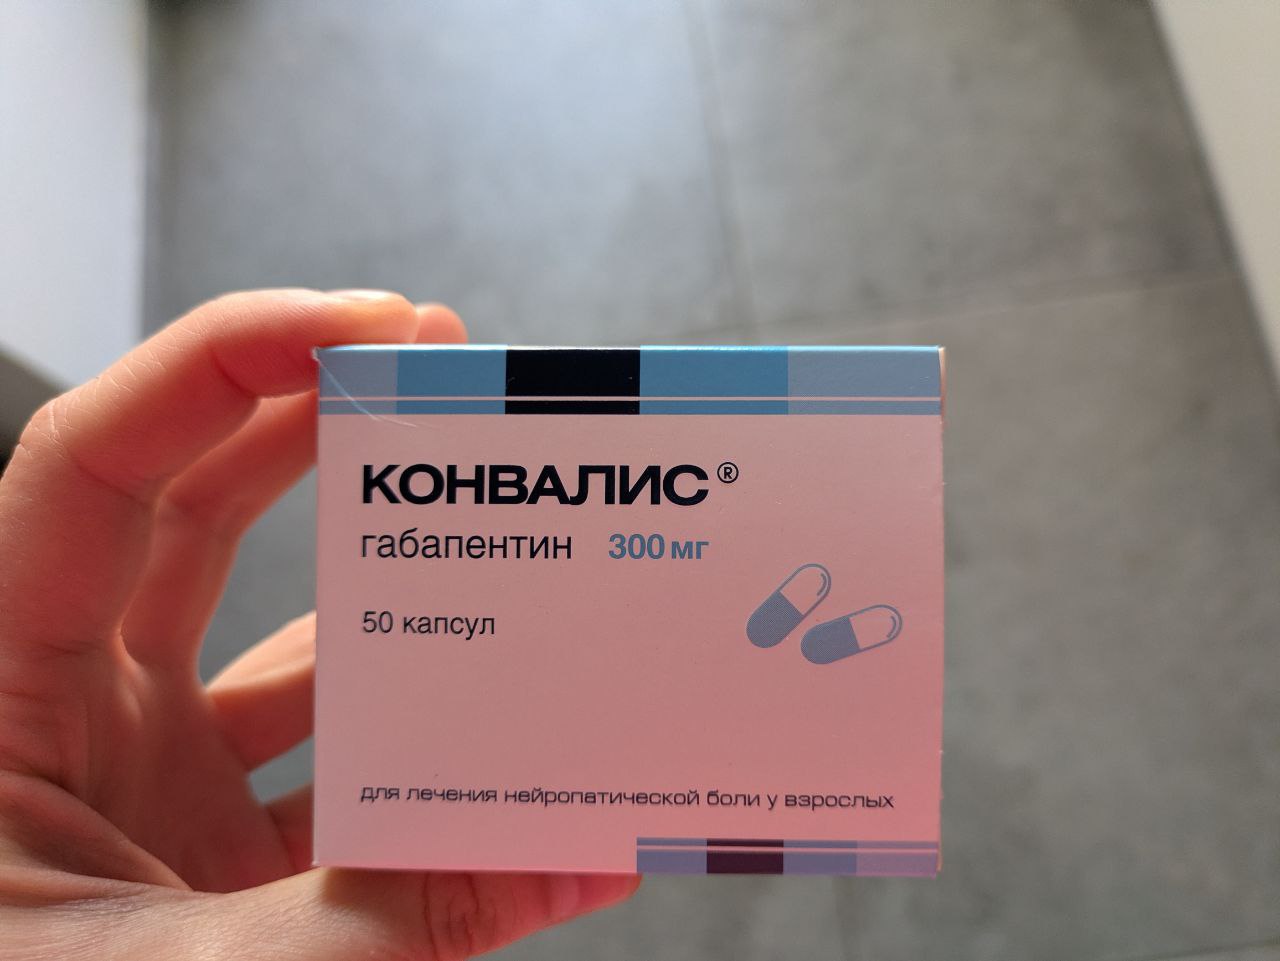 КОНВАЛИС®
габапентин 300 мг
50 капсул
для лечения нейропатической боли у взрослых